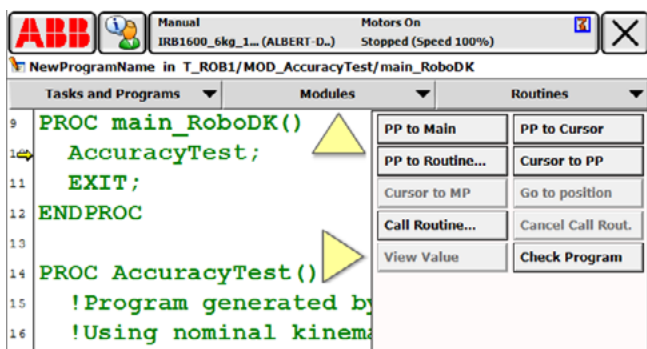 ABB
Manual
Motors On
IRB1600_6kg_1... (ALBERT-D..)
Stopped (Speed 100%)
NewProgramName in T_ROB1/MOD_AccuracyTest/main_RoboDK
Tasks and Programs
Modules
Routines
9 PROC main_RoboDK()
10 AccuracyTest;
11 EXIT;
12 ENDPROC
13
14 PROC AccuracyTest()
15 !Program generated by
16 !Using nominal kinema
PP to Main
PP to Cursor
PP to Routine...
Cursor to PP
Cursor to MP
Go to position
Call Routine...
Cancel Call Rout.
View Value
Check Program